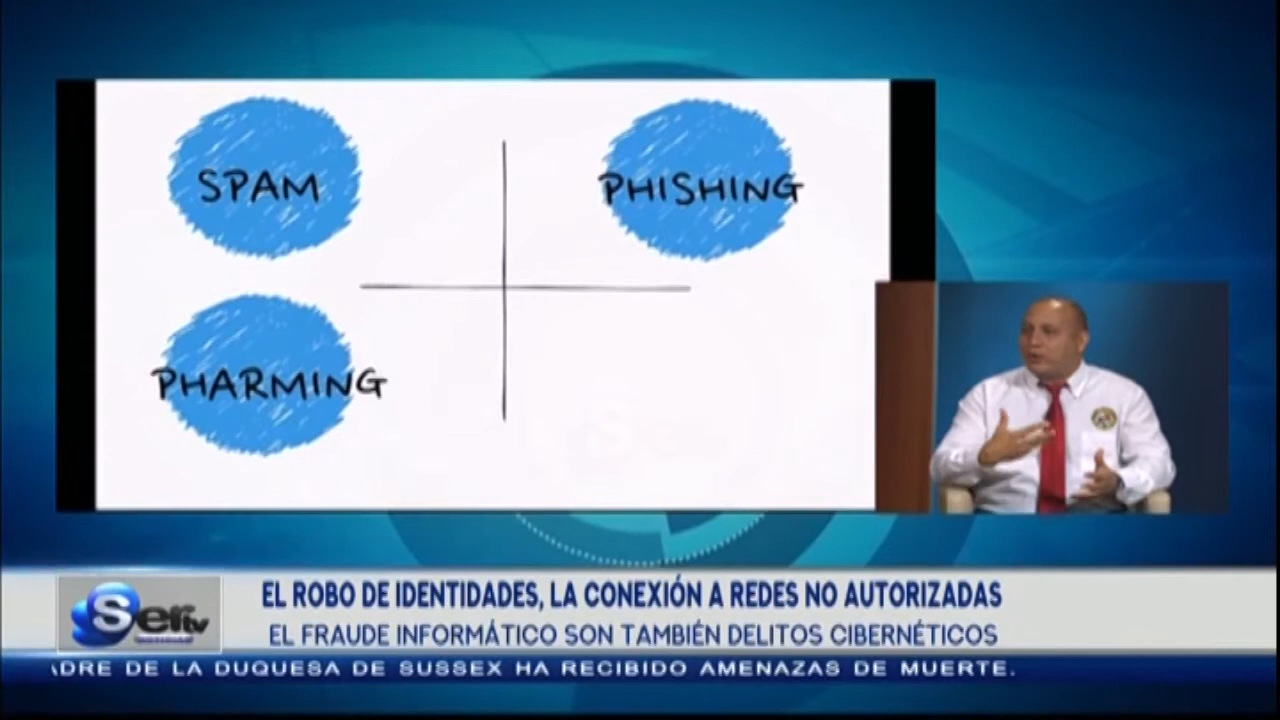 SPAM
PHISHING
PHARMING
EL ROBO DE IDENTIDADES, LA CONEXIÓN A REDES NO AUTORIZADAS
EL FRAUDE INFORMÁTICO SON TAMBIÉN DELITOS CIBERNÉTICOS
Sertv
DE LA DUQUESA DE SUSSEX HA RECIBIDO AMENAZAS DE MUERTE.